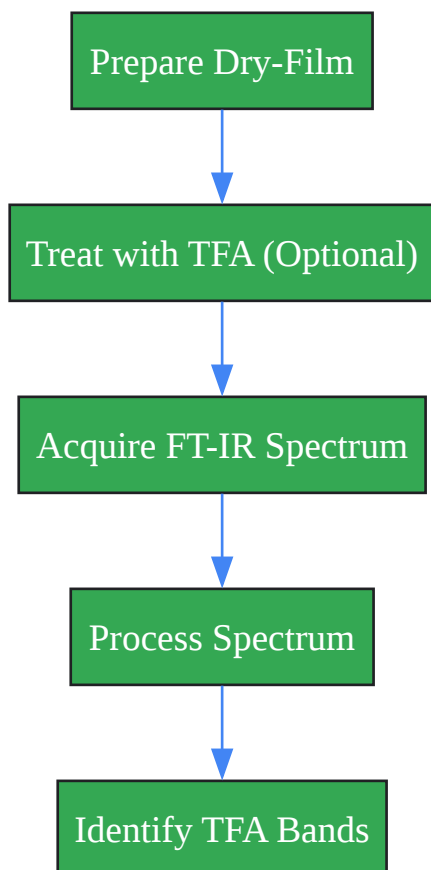 Prepare Dry-Film
Treat with TFA (Optional)
Acquire FT-IR Spectrum
Process Spectrum
Identify TFA Bands